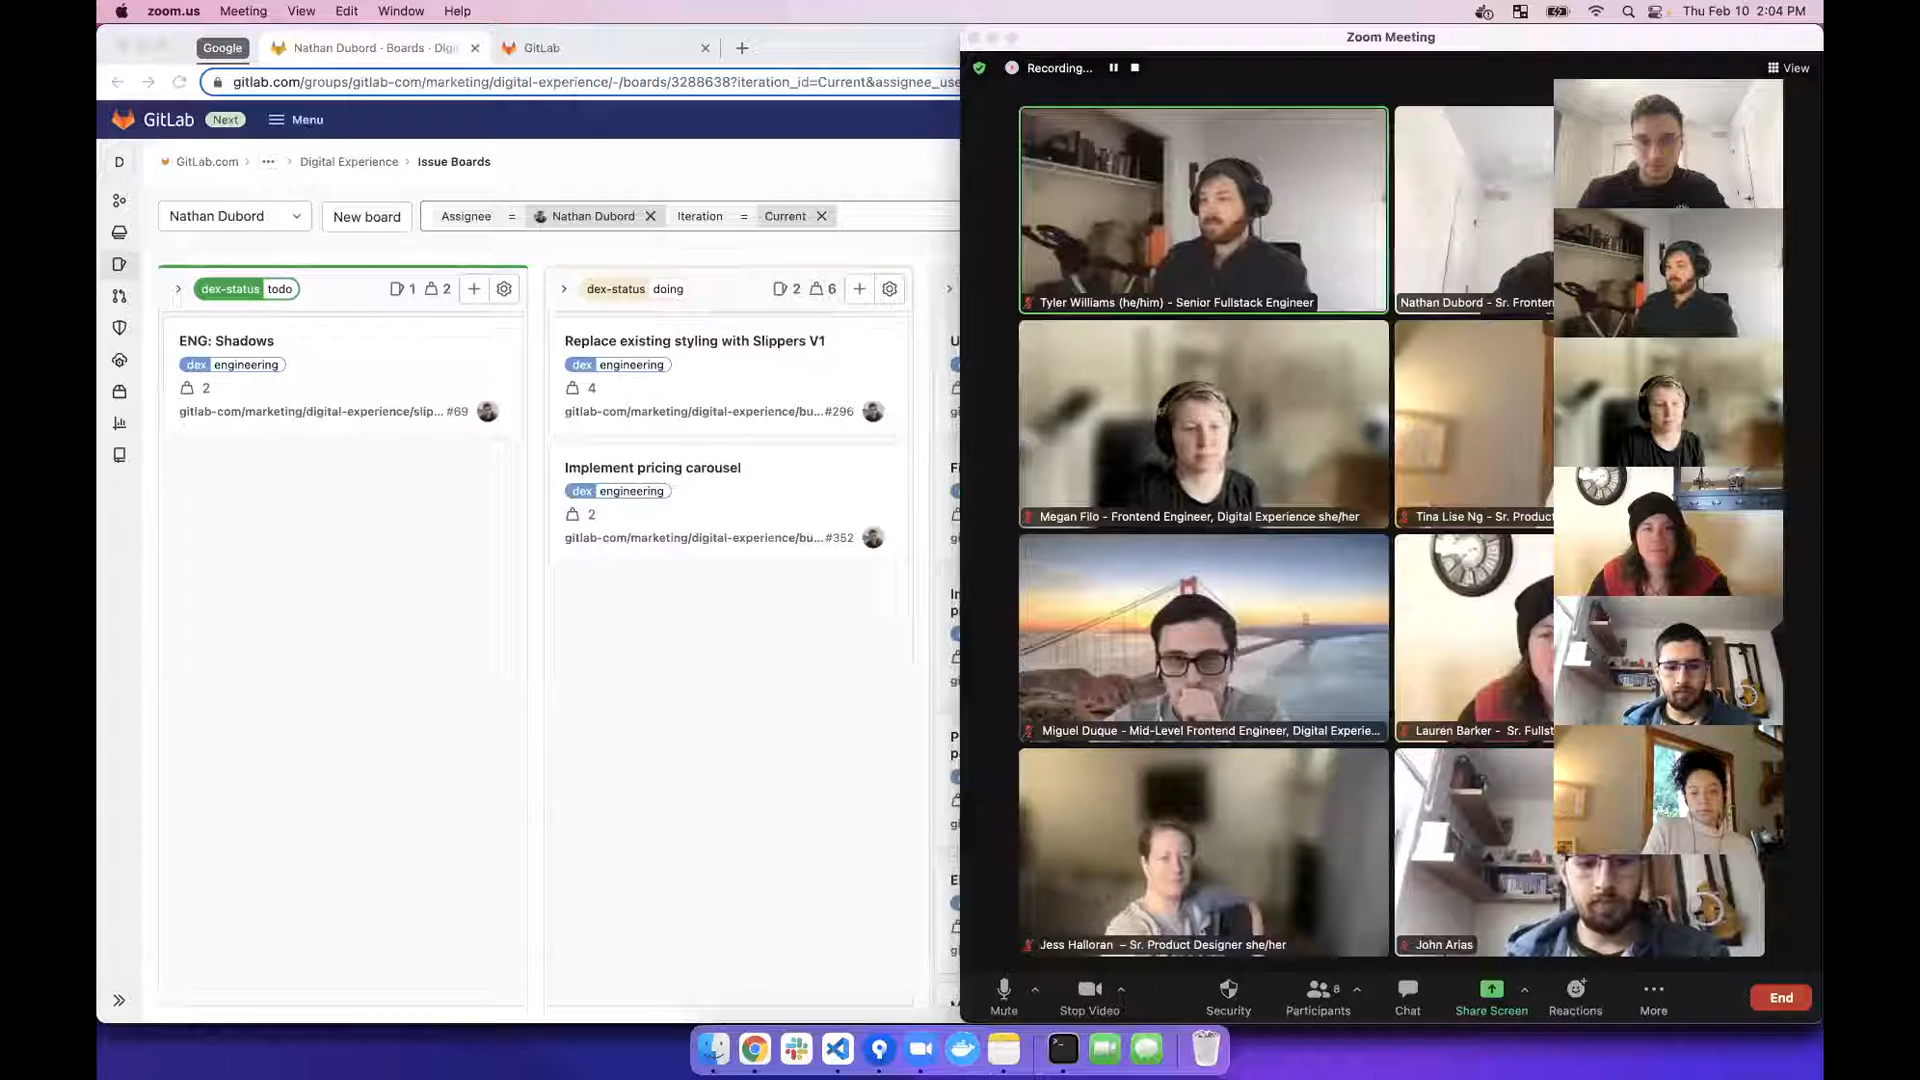 zoom.us Meeting View Edit Window Help
Thu Feb 10 2:04 PM
Google
Nathan Dubord · Boards · Digi
GitLab
gitlab.com/groups/gitlab-com/marketing/digital-experience/-/boards/3288638?iteration_id=Current&assignee_use
GitLab Next Menu
D
GitLab.com > ··· > Digital Experience > Issue Boards
Nathan Dubord
New board
Assignee = Nathan Dubord Iteration = Current
dex-status todo 1 2
ENG: Shadows
dex engineering
2
gitlab-com/marketing/digital-experience/slip... #69
dex-status doing 2 6
Replace existing styling with Slippers V1
dex engineering
4
gitlab-com/marketing/digital-experience/bu... #296
Implement pricing carousel
dex engineering
2
gitlab-com/marketing/digital-experience/bu... #352
Zoom Meeting
Recording...
View
Tyler Williams (he/him) - Senior Fullstack Engineer
Nathan Dubord - Sr. Fronten
Megan Filo - Frontend Engineer, Digital Experience she/her
Tina Lise Ng - Sr. Product
Miguel Duque - Mid-Level Frontend Engineer, Digital Experie...
Lauren Barker - Sr. Fullst
Jess Halloran – Sr. Product Designer she/her
John Arias
Mute
Stop Video
Security
Participants 8
Chat
Share Screen
Reactions
More
End